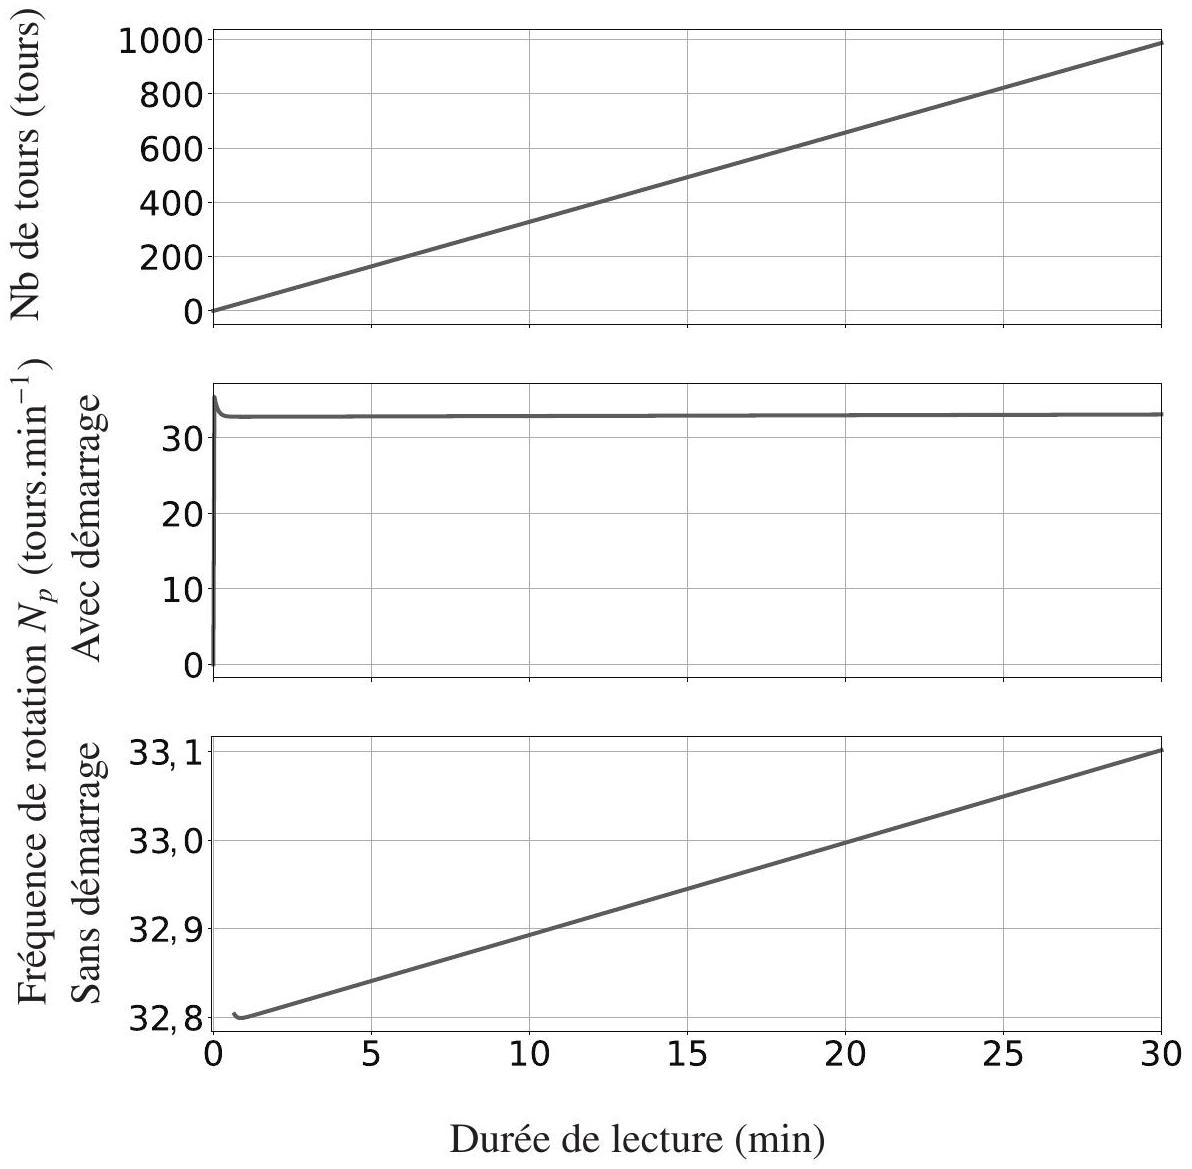 Nb de tours (tours)
1000
800
600
400
200
0
Fréquence de rotation Nₚ (tours.min⁻¹)
Avec démarrage
30
20
10
0
Sans démarrage
33,1
33,0
32,9
32,8
0 5 10 15 20 25 30
Durée de lecture (min)